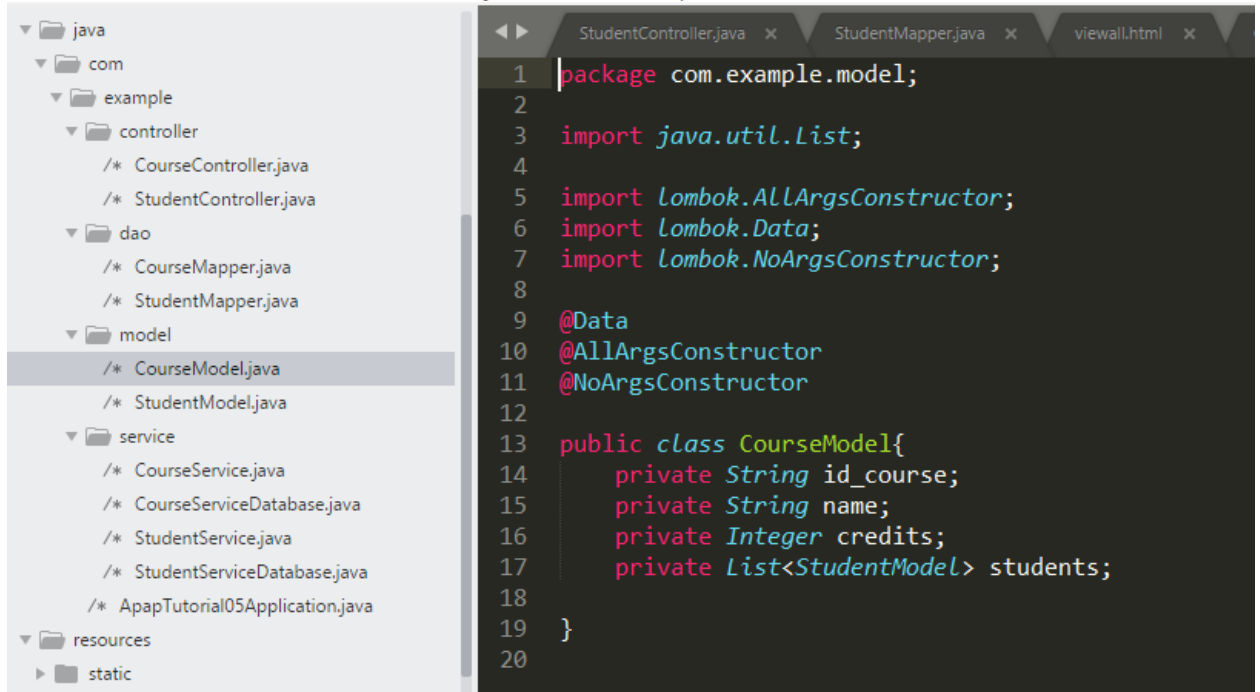 java
com
example
controller
/* CourseController.java
/* StudentController.java
dao
/* CourseMapper.java
/* StudentMapper.java
model
/* CourseModel.java
/* StudentModel.java
service
/* CourseService.java
/* CourseServiceDatabase.java
/* StudentService.java
/* StudentServiceDatabase.java
/* ApapTutorial05Application.java
resources
static
StudentController.java × StudentMapper.java × viewall.html ×
1 package com.example.model;
2
3 import java.util.List;
4
5 import lombok.AllArgsConstructor;
6 import lombok.Data;
7 import lombok.NoArgsConstructor;
8
9 @Data
10 @AllArgsConstructor
11 @NoArgsConstructor
12
13 public class CourseModel{
14 private String id_course;
15 private String name;
16 private Integer credits;
17 private List<StudentModel> students;
18
19 }
20